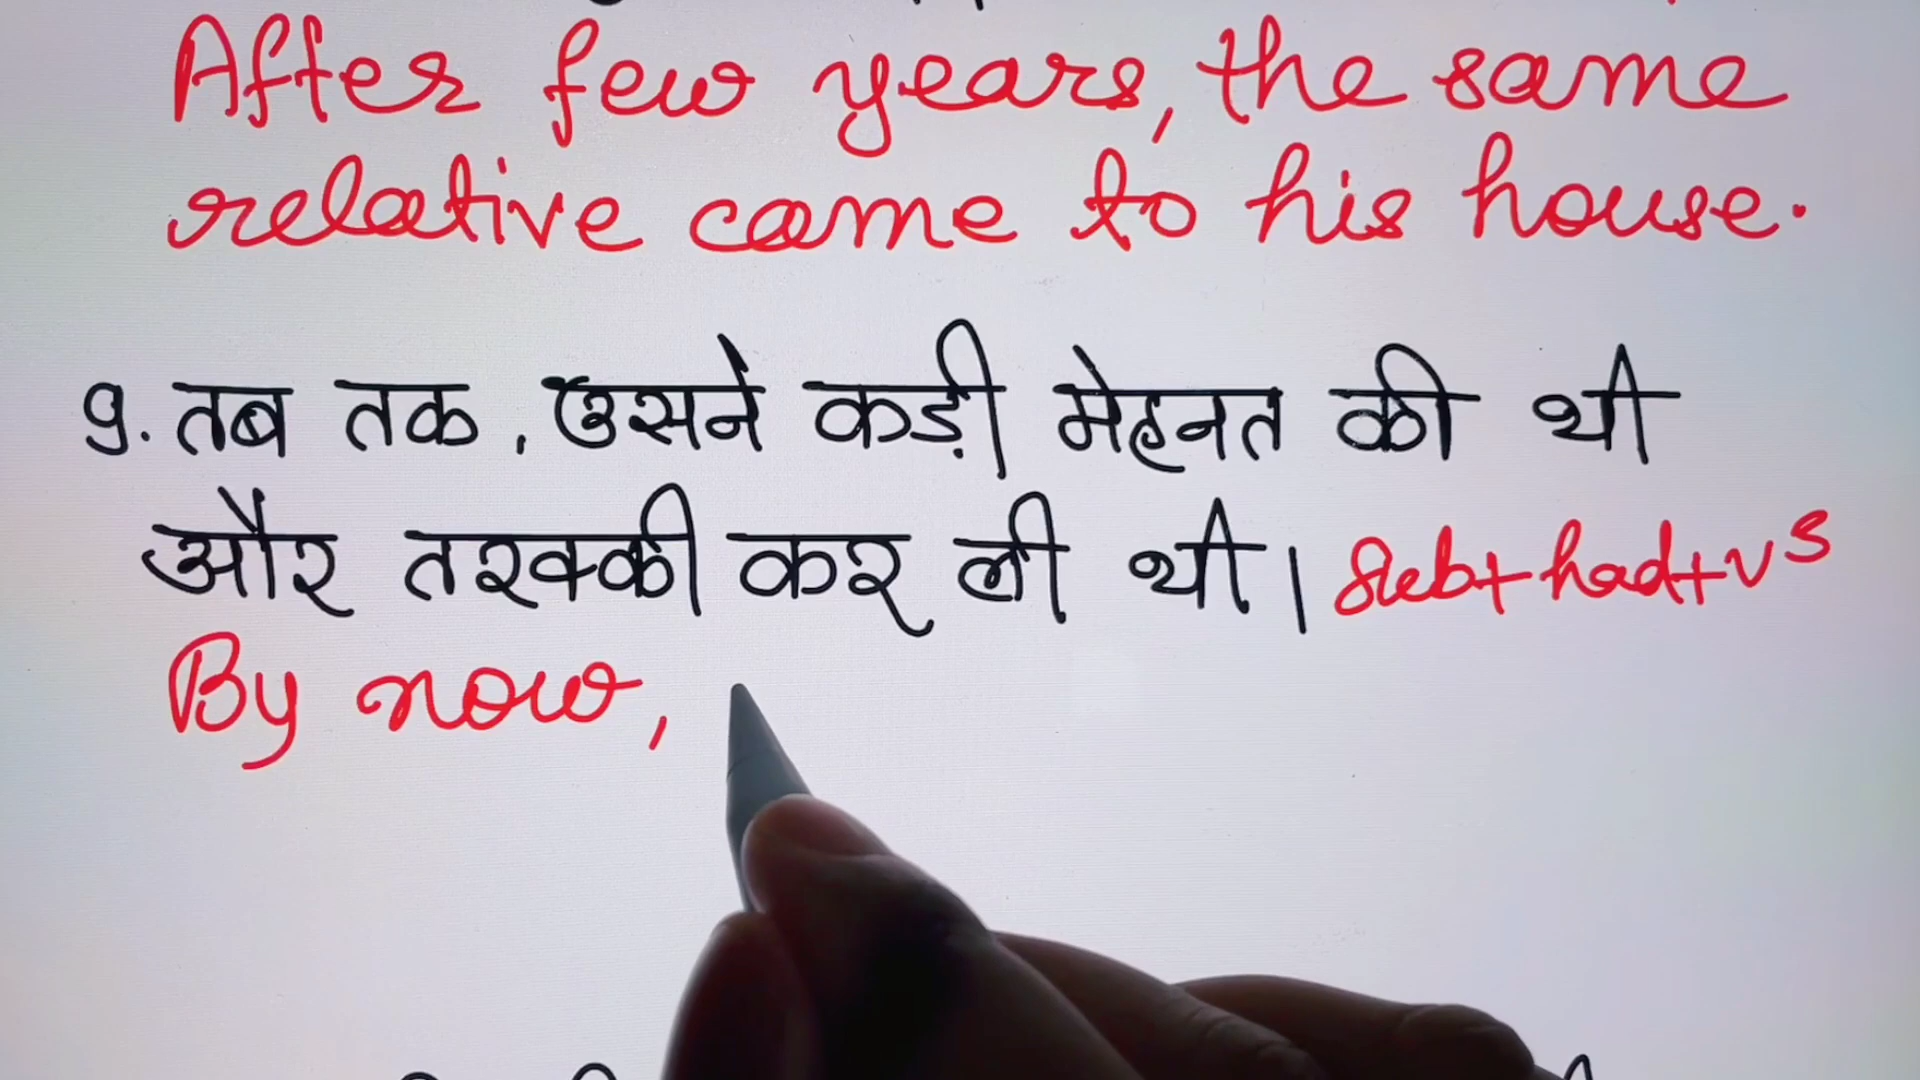 After few years, the same
relative came to his house.
9. तब तक, उसने कड़ी मेहनत की थी
और तरक्की कर ली थी। Sub+had+v3
By now,